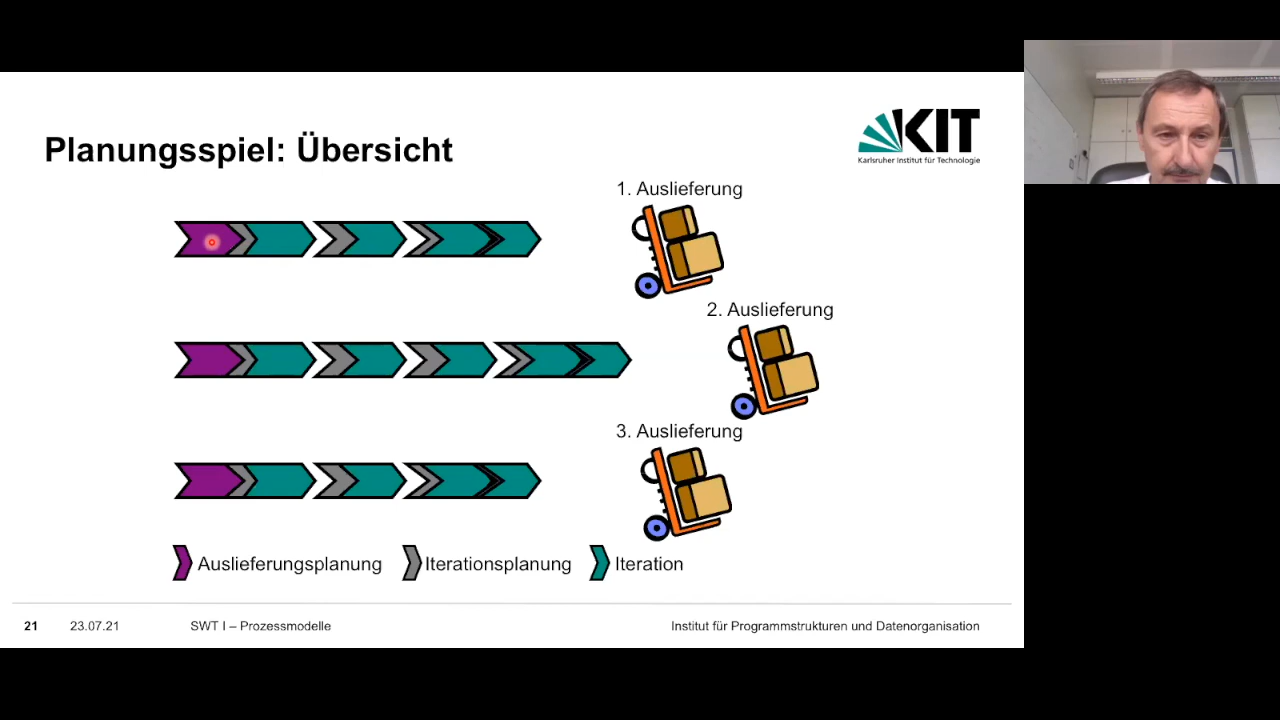 Planungsspiel: Übersicht
KIT
Karlsruher Institut für Technologie
1. Auslieferung
2. Auslieferung
3. Auslieferung
Auslieferungsplanung
Iterationsplanung
Iteration
21
23.07.21
SWT I – Prozessmodelle
Institut für Programmstrukturen und Datenorganisation